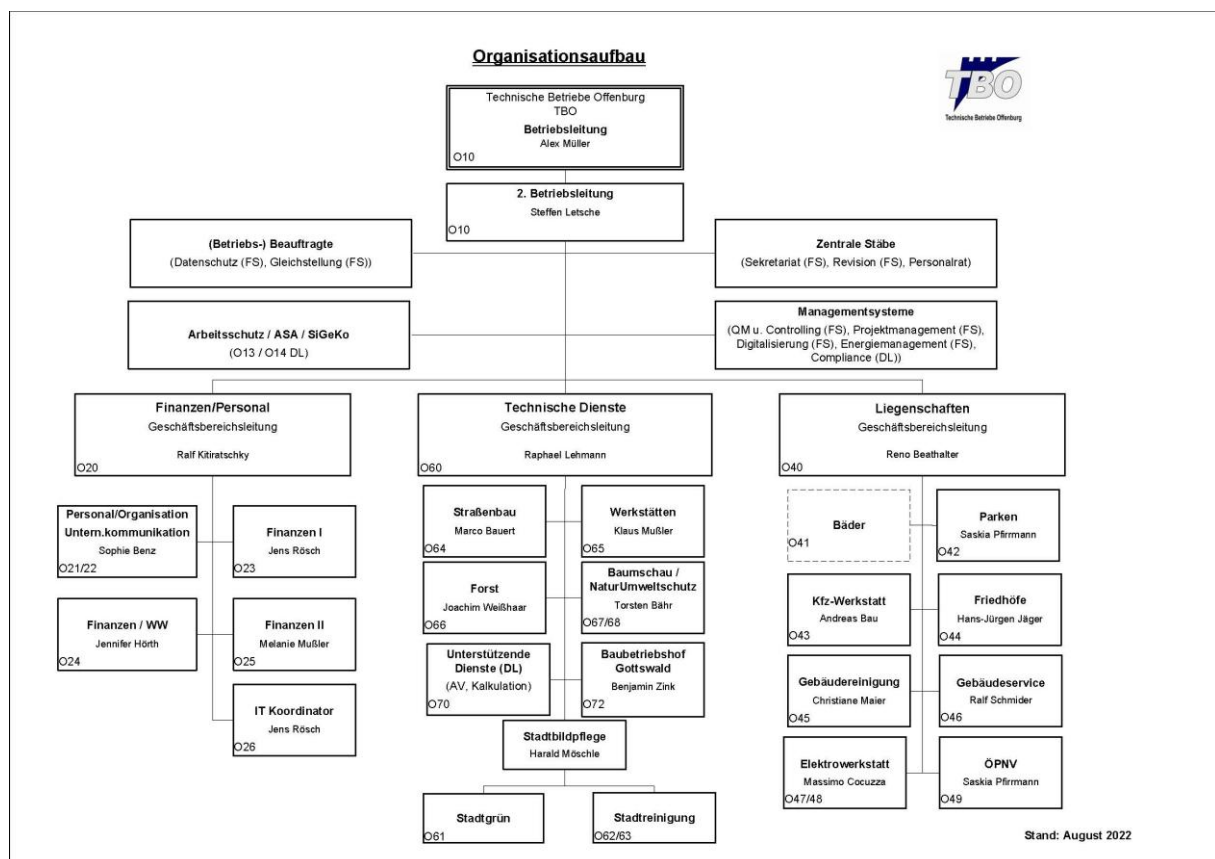 Organisationsaufbau
TBO
Technische Betriebe Offenburg
Technische Betriebe Offenburg
TBO
Betriebsleitung
Alex Müller
O10
2. Betriebsleitung
Steffen Letsche
O10
(Betriebs-) Beauftragte
(Datenschutz (FS), Gleichstellung (FS))
Zentrale Stäbe
(Sekretariat (FS), Revision (FS), Personalrat)
Arbeitsschutz / ASA / SiGeKo
(O13 / O14 DL)
Managementsysteme
(QM u. Controlling (FS), Projektmanagement (FS),
Digitalisierung (FS), Energiemanagement (FS),
Compliance (DL))
Finanzen/Personal
Geschäftsbereichsleitung
Ralf Kitiratschky
O20
Technische Dienste
Geschäftsbereichsleitung
Raphael Lehmann
O60
Liegenschaften
Geschäftsbereichsleitung
Reno Beathalter
O40
Personal/Organisation
Untern.kommunikation
Sophie Benz
O21/22
Finanzen I
Jens Rösch
O23
Finanzen / WW
Jennifer Hörth
O24
Finanzen II
Melanie Mußler
O25
IT Koordinator
Jens Rösch
O26
Straßenbau
Marco Bauert
O64
Werkstätten
Klaus Mußler
O65
Forst
Joachim Weißhaar
O66
Baumschau /
NaturUmweltschutz
Torsten Bähr
O67/68
Unterstützende
Dienste (DL)
(AV, Kalkulation)
O70
Baubetriebshof
Gottswald
Benjamin Zink
O72
Stadtbildpflege
Harald Möschle
Stadtgrün
O61
Stadtreinigung
O62/63
Bäder
O41
Parken
Saskia Pfirrmann
O42
Kfz-Werkstatt
Andreas Bau
O43
Friedhöfe
Hans-Jürgen Jäger
O44
Gebäudereinigung
Christiane Maier
O45
Gebäudeservice
Ralf Schmider
O46
Elektrowerkstatt
Massimo Cocuzza
O47/48
ÖPNV
Saskia Pfirrmann
O49
Stand: August 2022